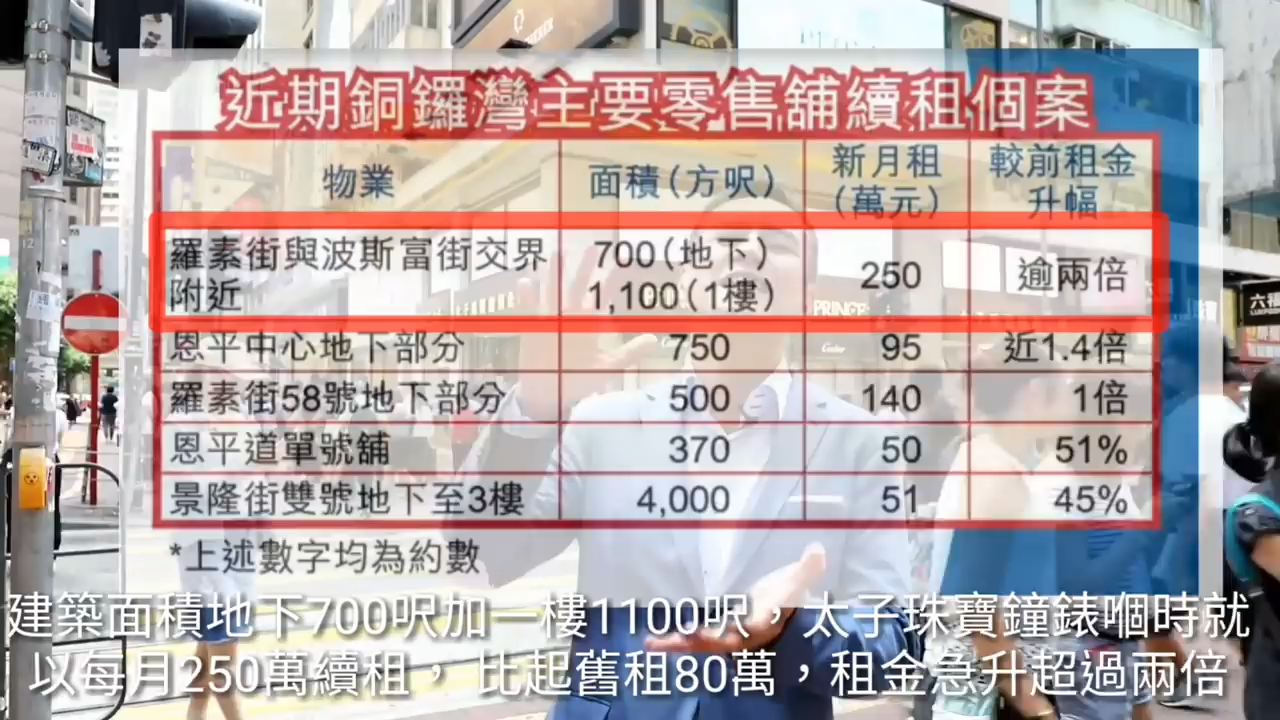 近期銅鑼灣主要零售舖續租個案
物業 面積(方呎) 新月租(萬元) 較前租金升幅
羅素街與波斯富街交界附近 700(地下) 1,100(1樓) 250 逾兩倍
恩平中心地下部分 750 95 近1.4倍
羅素街58號地下部分 500 140 1倍
恩平道單號舖 370 50 51%
景隆街雙號地下至3樓 4,000 51 45%
*上述數字均為約數
建築面積地下700呎加一樓1100呎，太子珠寶鐘錶嗰時就
以每月250萬續租， 比起舊租80萬，租金急升超過兩倍
PRINCE
六福